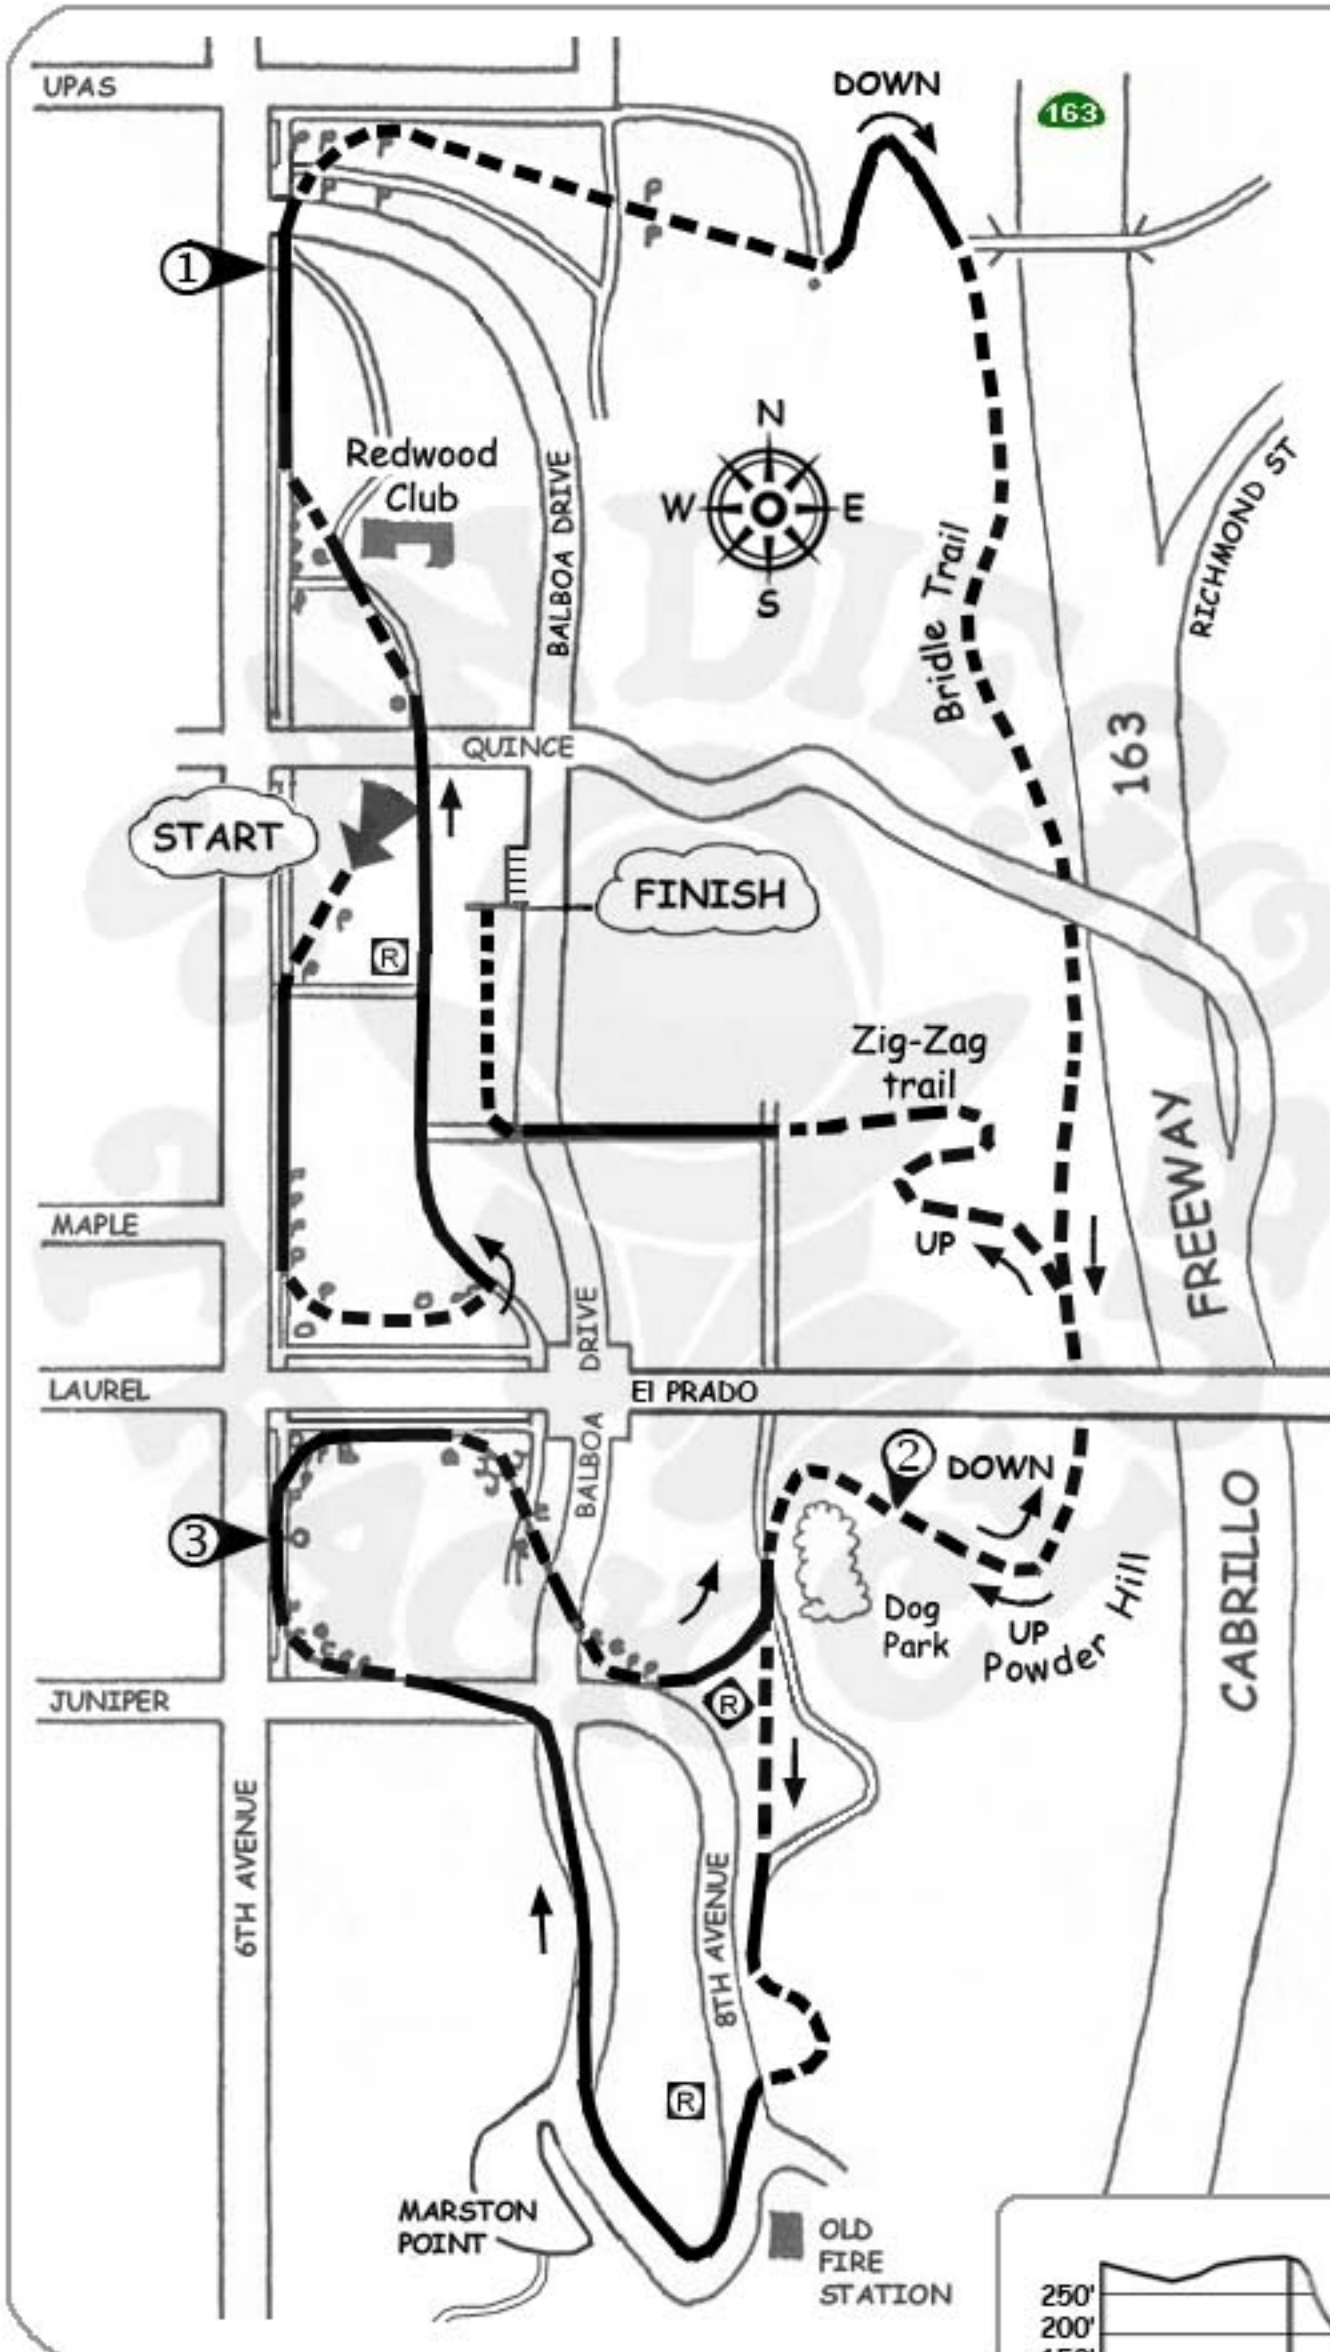 UPAS
DOWN
163
1
Redwood
Club
N
W
E
S
BALBOA DRIVE
Bridle Trail
RICHMOND ST
QUINCE
163
START
FINISH
R
Zig-Zag
trail
MAPLE
UP
FREEWAY
DRIVE
LAUREL
El PRADO
BALBOA
2
DOWN
3
Dog
Park
UP
Powder Hill
CABRILLO
R
JUNIPER
6TH AVENUE
8TH AVENUE
R
MARSTON
POINT
OLD
FIRE
STATION
250'
200'